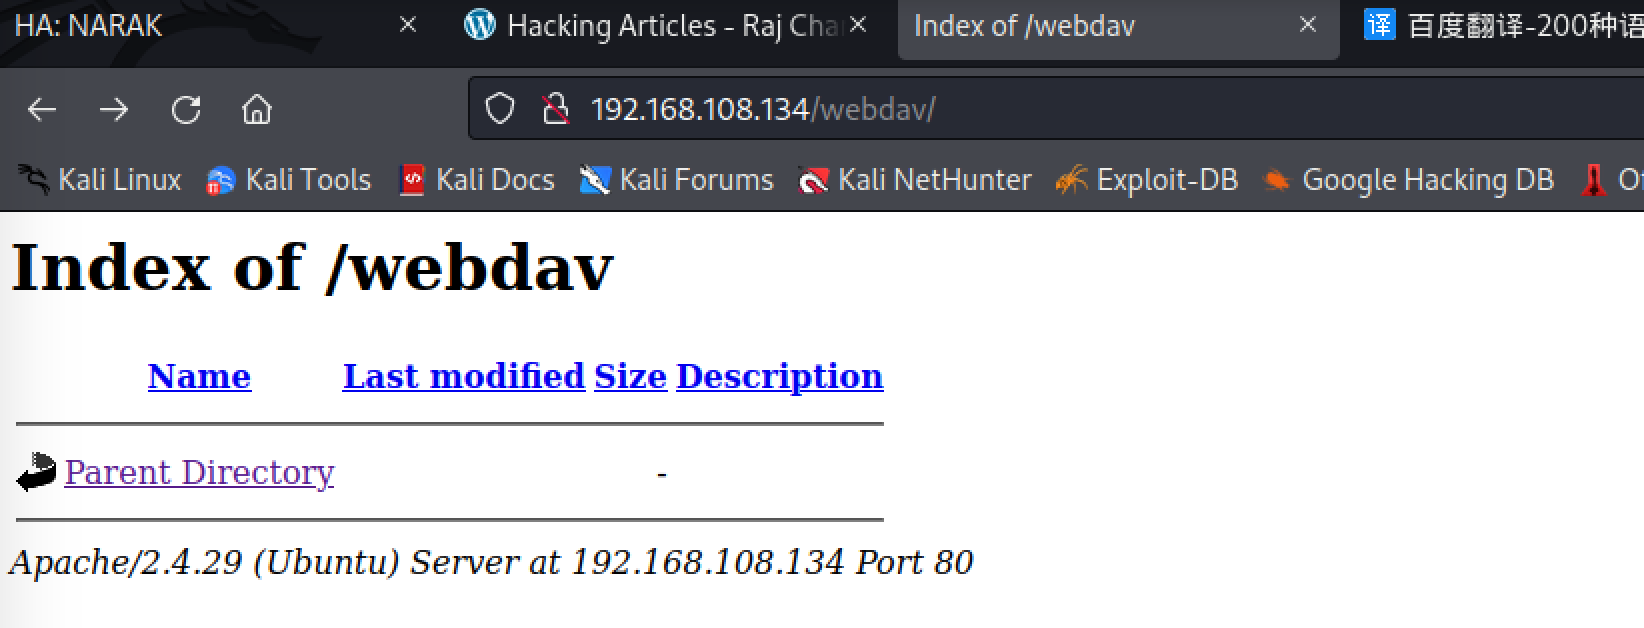 HA: NARAK
Hacking Articles - Raj Cha
Index of /webdav
译 百度翻译-200种语
192.168.108.134/webdav/
Kali Linux Kali Tools Kali Docs Kali Forums Kali NetHunter Exploit-DB Google Hacking DB Of
Index of /webdav
Name Last modified Size Description
Parent Directory -
Apache/2.4.29 (Ubuntu) Server at 192.168.108.134 Port 80